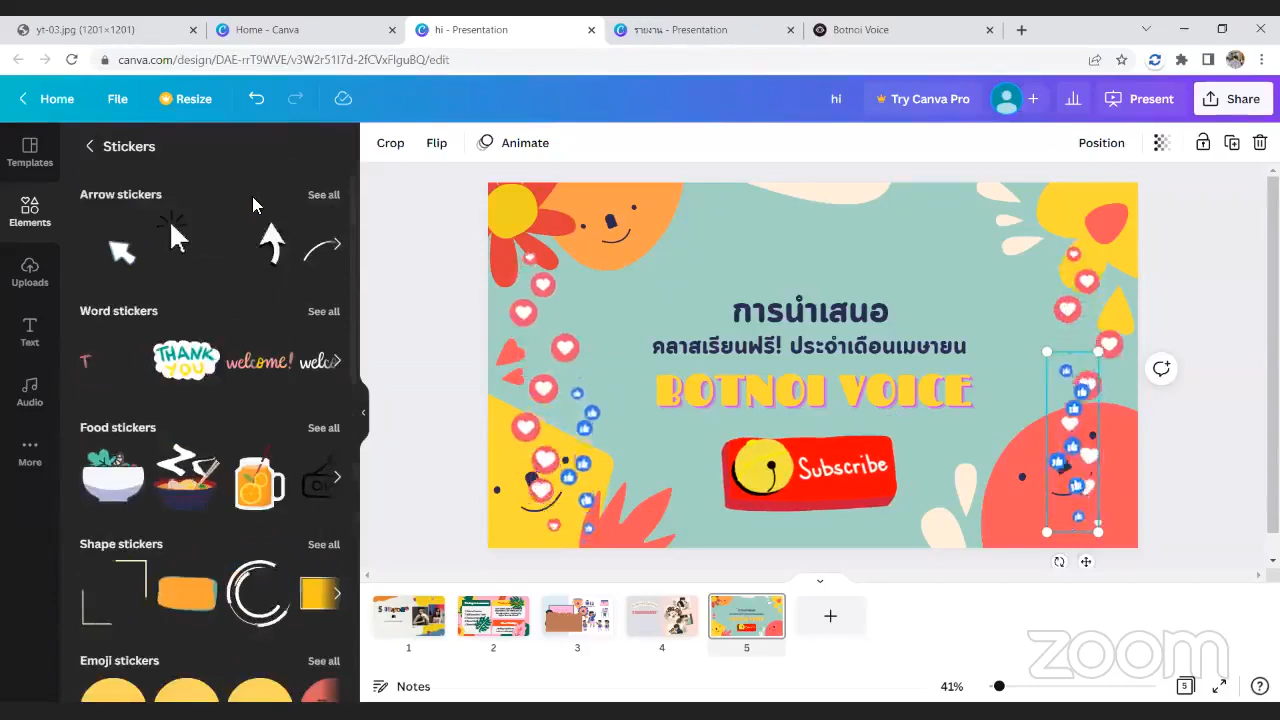 yt-03.jpg (1201×1201)
Home - Canva
hi - Presentation
รายงาน - Presentation
Botnoi Voice
canva.com/design/DAE-rrT9WVE/v3W2r51I7d-2fCVxFlguBQ/edit
Home
File
Resize
hi
Try Canva Pro
Present
Share
Templates
Elements
Uploads
Text
Audio
More
Stickers
Arrow stickers
See all
Word stickers
See all
T
THANK
YOU
welcome!
welco
Food stickers
See all
Shape stickers
See all
Emoji stickers
See all
Crop
Flip
Animate
Position
การนำเสนอ
คลาสเรียนฟรี! ประจำเดือนเมษายน
BOTNOI VOICE
Subscribe
1
2
3
4
5
Notes
41%
5
zoom